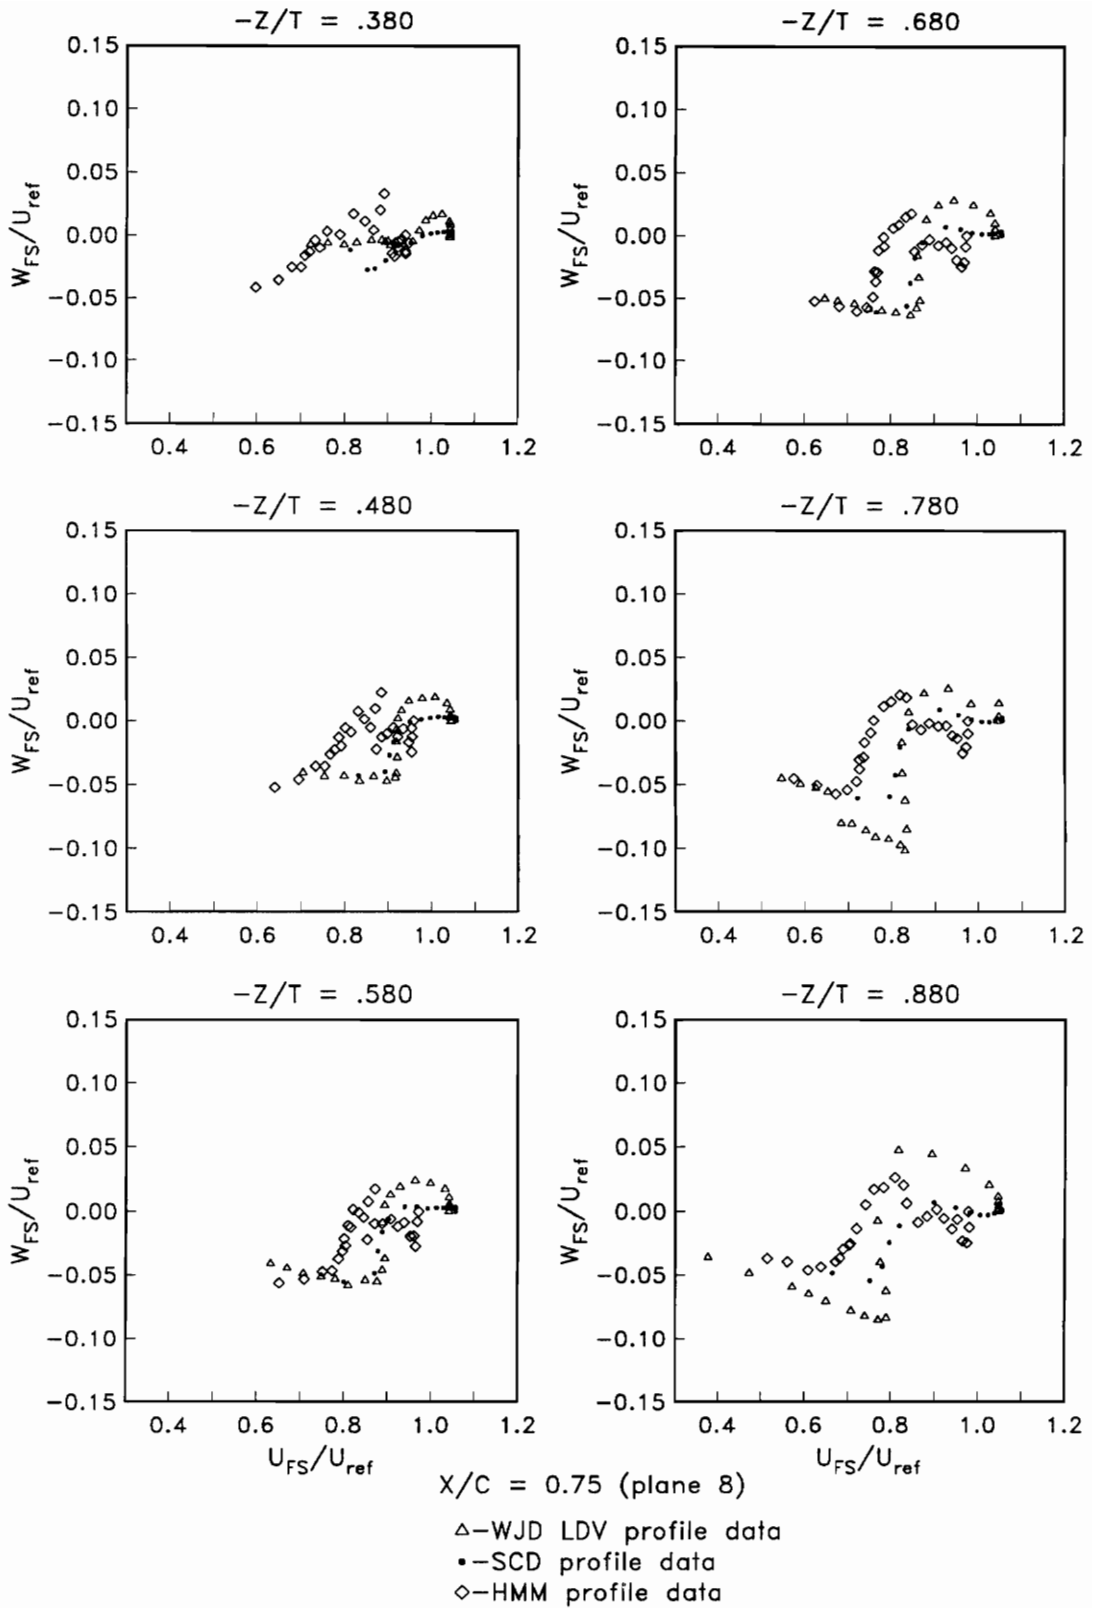 -Z/T = .380
0.15
0.10
0.05
0.00
-0.05
-0.10
-0.15
W_FS/U_ref
0.4 0.6 0.8 1.0 1.2
-Z/T = .680
0.15
0.10
0.05
0.00
-0.05
-0.10
-0.15
W_FS/U_ref
0.4 0.6 0.8 1.0 1.2
-Z/T = .480
0.15
0.10
0.05
0.00
-0.05
-0.10
-0.15
W_FS/U_ref
0.4 0.6 0.8 1.0 1.2
-Z/T = .780
0.15
0.10
0.05
0.00
-0.05
-0.10
-0.15
W_FS/U_ref
0.4 0.6 0.8 1.0 1.2
-Z/T = .580
0.15
0.10
0.05
0.00
-0.05
-0.10
-0.15
W_FS/U_ref
0.4 0.6 0.8 1.0 1.2
U_FS/U_ref
-Z/T = .880
0.15
0.10
0.05
0.00
-0.05
-0.10
-0.15
W_FS/U_ref
0.4 0.6 0.8 1.0 1.2
U_FS/U_ref
X/C = 0.75 (plane 8)
△-WJD LDV profile data
▪-SCD profile data
◇-HMM profile data